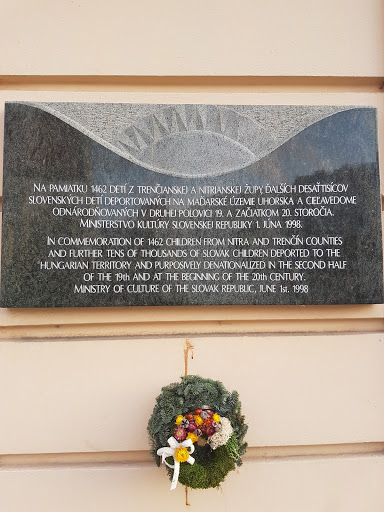 NA PAMIATKU 1462 DETÍ Z TRENČIANSKEJ A NITRIANSKEJ ŽUPY, ĎALŠÍCH DESAŤTISÍCOV
SLOVENSKÝCH DETÍ DEPORTOVANÝCH NA MAĎARSKÉ ÚZEMIE UHORSKA A CIEĽAVEDOME
ODNÁRODŇOVANÝCH V DRUHEJ POLOVICI 19. A ZAČIATKOM 20. STOROČIA.
MINISTERSTVO KULTÚRY SLOVENSKEJ REPUBLIKY 1. JÚNA 1998.
IN COMMEMORATION OF 1462 CHILDREN FROM NITRA AND TRENČÍN COUNTIES
AND FURTHER TENS OF THOUSANDS OF SLOVAK CHILDREN DEPORTED TO THE
HUNGARIAN TERRITORY AND PURPOSIVELY DENATIONALIZED IN THE SECOND HALF
OF THE 19th AND AT THE BEGINNING OF THE 20th CENTURY.
MINISTRY OF CULTURE OF THE SLOVAK REPUBLIC, JUNE 1st. 1998